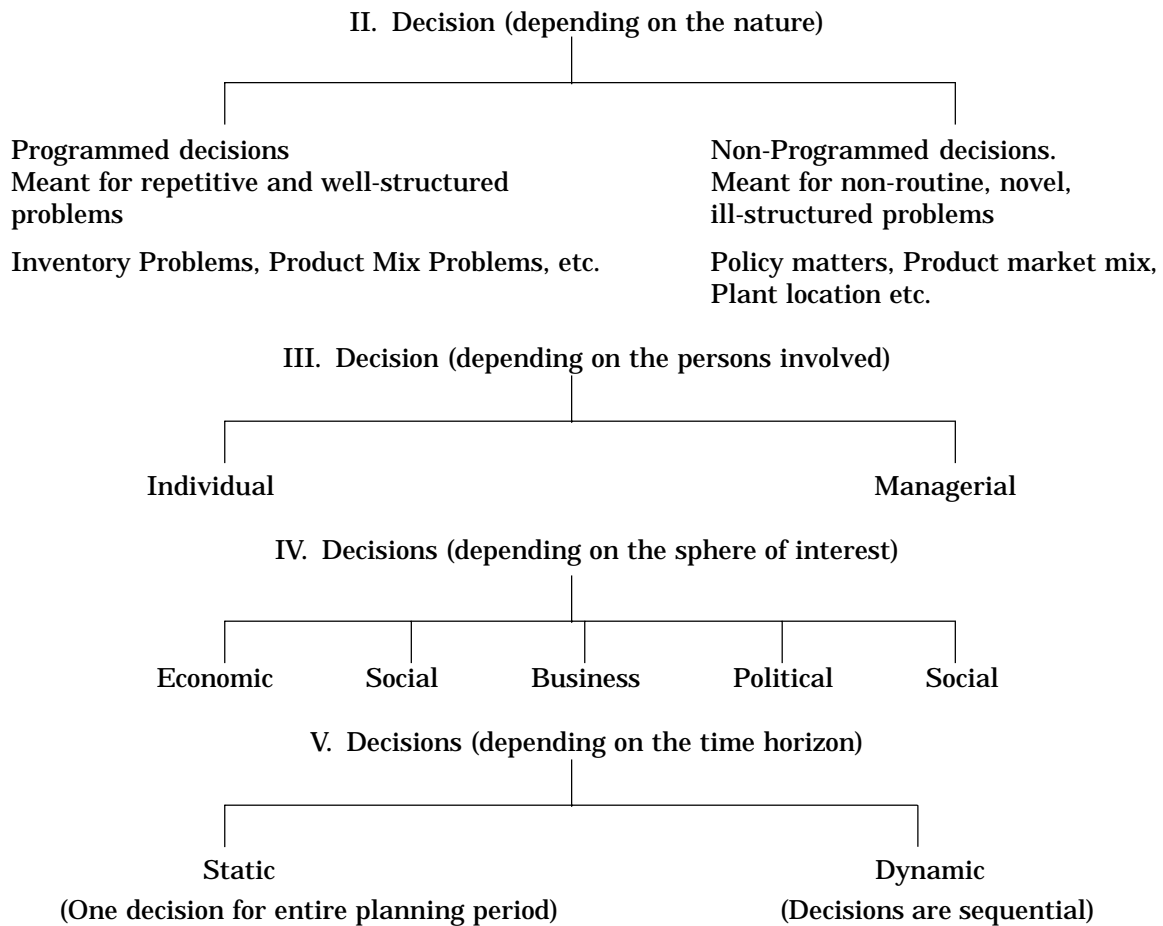 II. Decision (depending on the nature)
Programmed decisions
Meant for repetitive and well-structured
problems
Inventory Problems, Product Mix Problems, etc.
Non-Programmed decisions.
Meant for non-routine, novel,
ill-structured problems
Policy matters, Product market mix,
Plant location etc.
III. Decision (depending on the persons involved)
Individual Managerial
IV. Decisions (depending on the sphere of interest)
Economic Social Business Political Social
V. Decisions (depending on the time horizon)
Static Dynamic
(One decision for entire planning period) (Decisions are sequential)